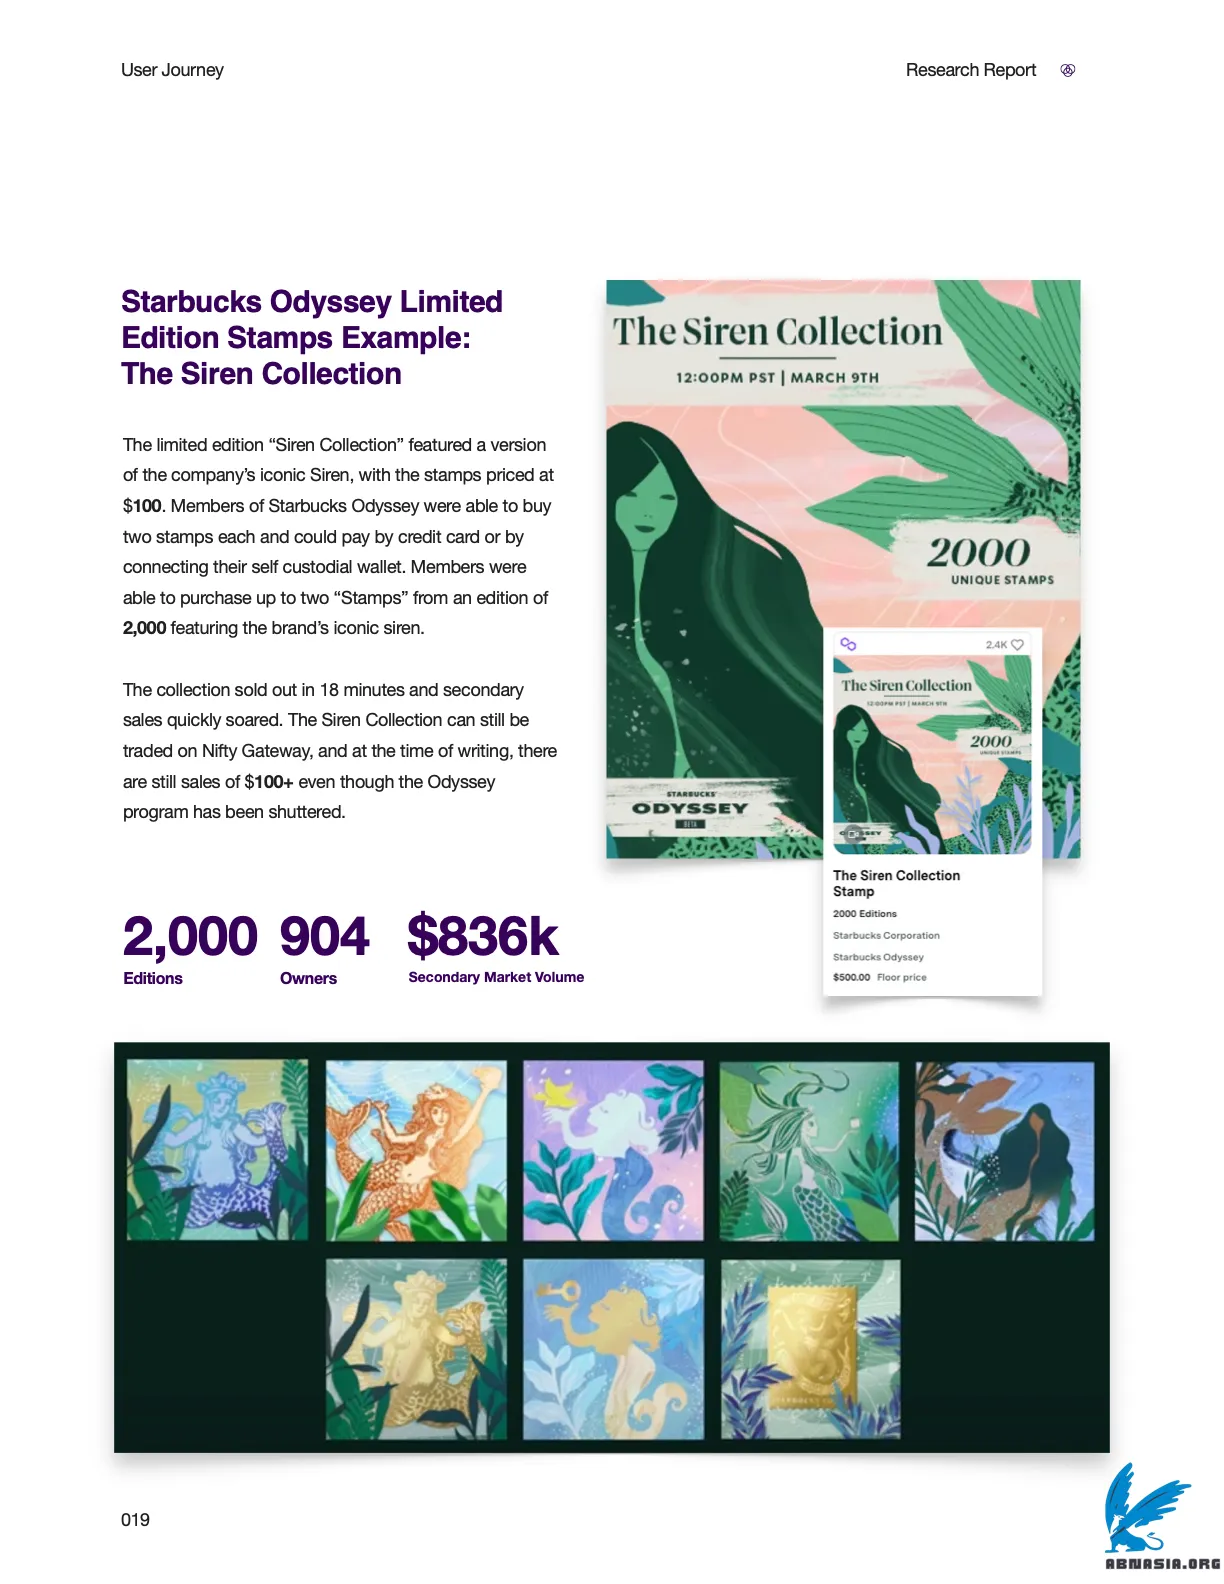 User Journey
Research Report
Starbucks Odyssey Limited
Edition Stamps Example:
The Siren Collection
The limited edition “Siren Collection” featured a version
of the company’s iconic Siren, with the stamps priced at
$100. Members of Starbucks Odyssey were able to buy
two stamps each and could pay by credit card or by
connecting their self custodial wallet. Members were
able to purchase up to two “Stamps” from an edition of
2,000 featuring the brand’s iconic siren.
The collection sold out in 18 minutes and secondary
sales quickly soared. The Siren Collection can still be
traded on Nifty Gateway, and at the time of writing, there
are still sales of $100+ even though the Odyssey
program has been shuttered.
2,000
Editions
904
Owners
$836k
Secondary Market Volume
The Siren Collection
12:00PM PST | MARCH 9TH
2000
UNIQUE STAMPS
STARBUCKS
ODYSSEY
BETA
2.4K
The Siren Collection
12:00PM PST | MARCH 9TH
2000
UNIQUE STAMPS
The Siren Collection
Stamp
2000 Editions
Starbucks Corporation
Starbucks Odyssey
$500.00 Floor price
019
ABNASIA.ORG